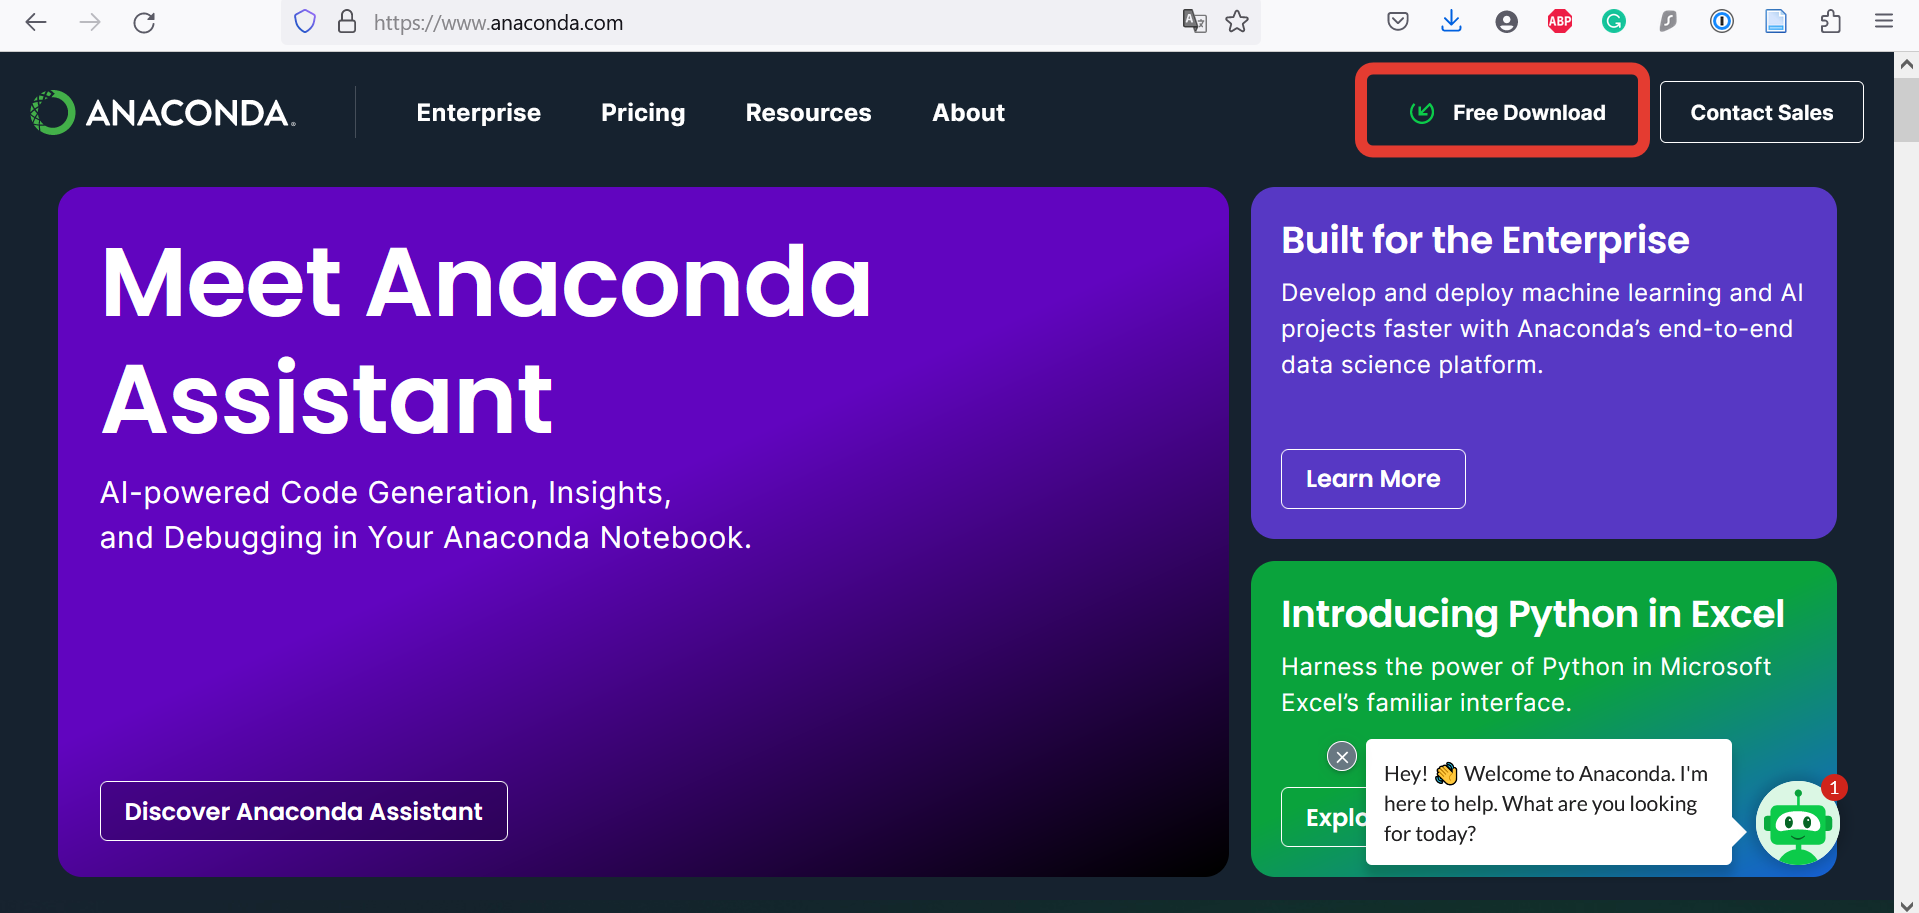 https://www.anaconda.com
ABP
ANACONDA.
Enterprise
Pricing
Resources
About
Free Download
Contact Sales
Meet Anaconda
Assistant
AI-powered Code Generation, Insights,
and Debugging in Your Anaconda Notebook.
Discover Anaconda Assistant
Built for the Enterprise
Develop and deploy machine learning and AI
projects faster with Anaconda’s end-to-end
data science platform.
Learn More
Introducing Python in Excel
Harness the power of Python in Microsoft
Excel’s familiar interface.
Explo
Hey! 👋 Welcome to Anaconda. I'm
here to help. What are you looking
for today?
1